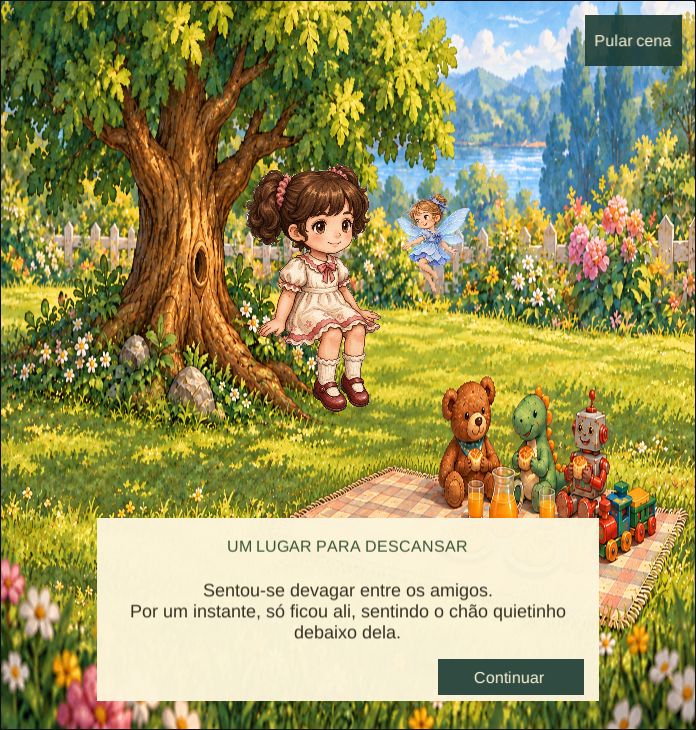 Pular cena
UM LUGAR PARA DESCANSAR
Sentou-se devagar entre os amigos.
Por um instante, só ficou ali, sentindo o chão quietinho
debaixo dela.
Continuar